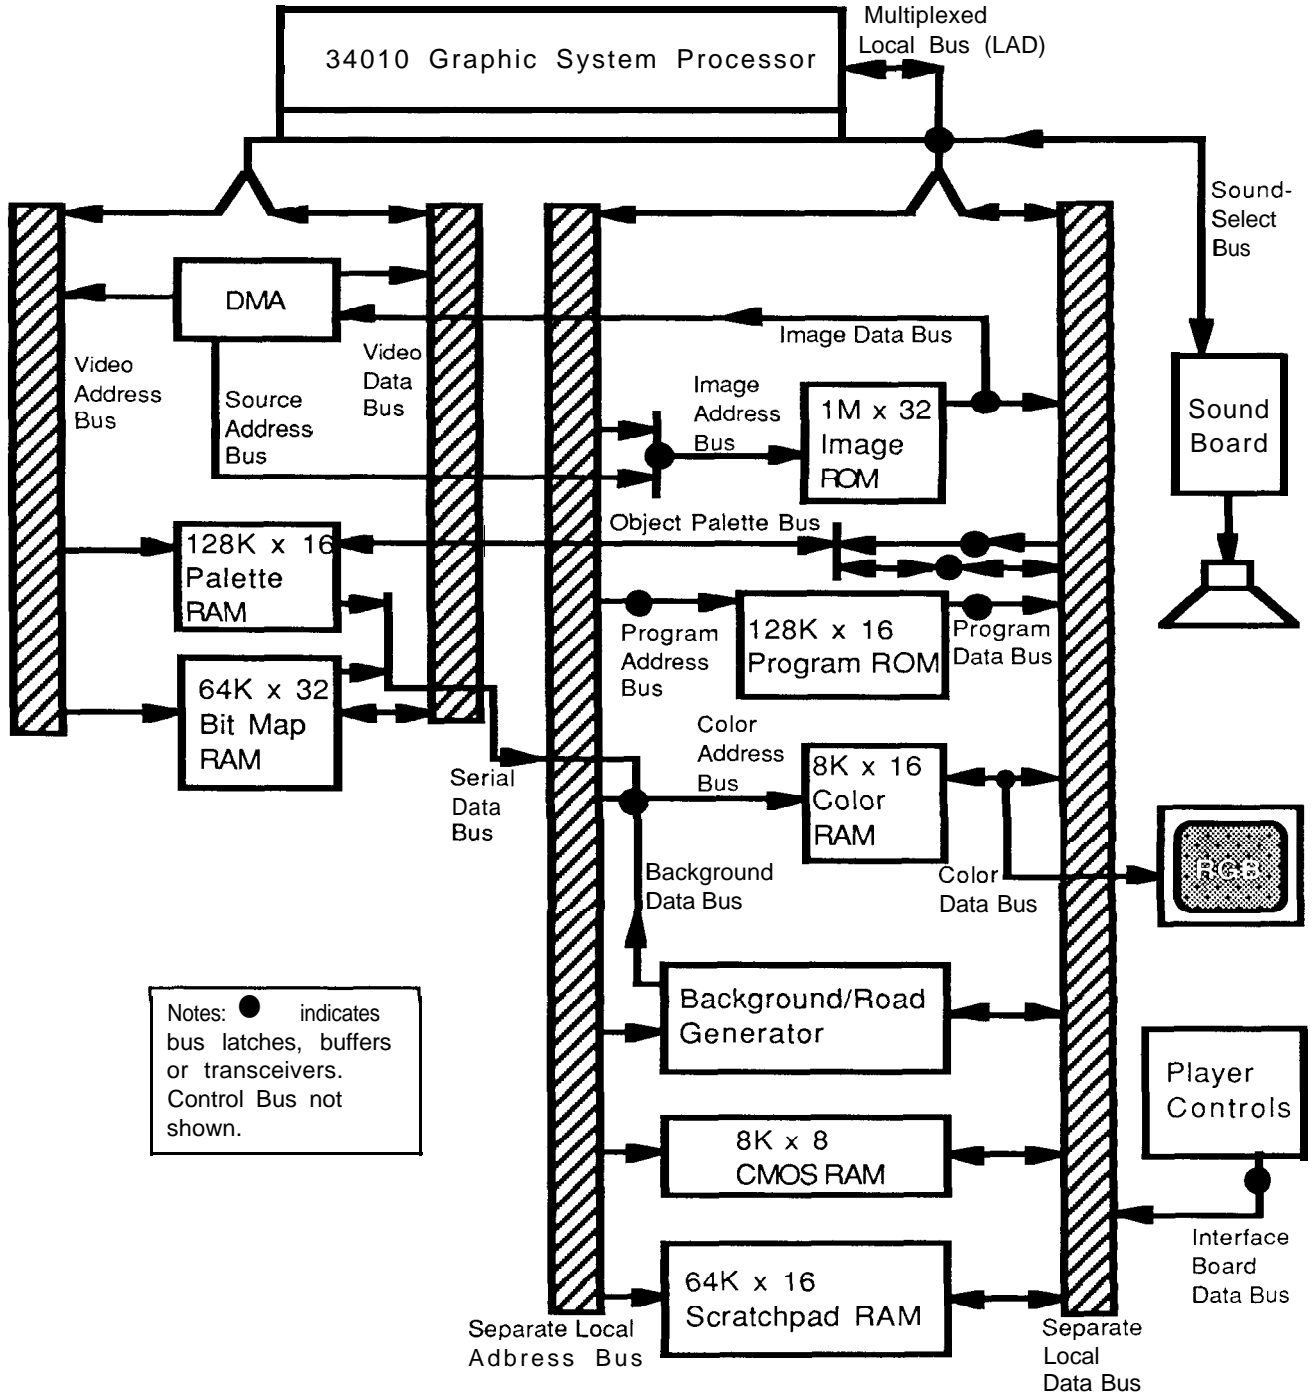 Multiplexed
Local Bus (LAD)
34010 Graphic System Processor
Sound-
Select
Bus
DMA
Image Data Bus
Video
Address
Bus
Video
Data
Bus
Source
Address
Bus
Image
Address
Bus
1M x 32
Image
ROM
Sound
Board
Object Palette Bus
128K x 16
Palette
RAM
Program
Address
Bus
128K x 16
Program ROM
Program
Data Bus
64K x 32
Bit Map
RAM
Serial
Data
Bus
Color
Address
Bus
8K x 16
Color
RAM
Background
Data Bus
Color
Data Bus
RGB
Notes: ● indicates
bus latches, buffers
or transceivers.
Control Bus not
shown.
Background/Road
Generator
Player
Controls
8K x 8
CMOS RAM
Interface
Board
Data Bus
64K x 16
Scratchpad RAM
Separate Local
Adbress Bus
Separate
Local
Data Bus